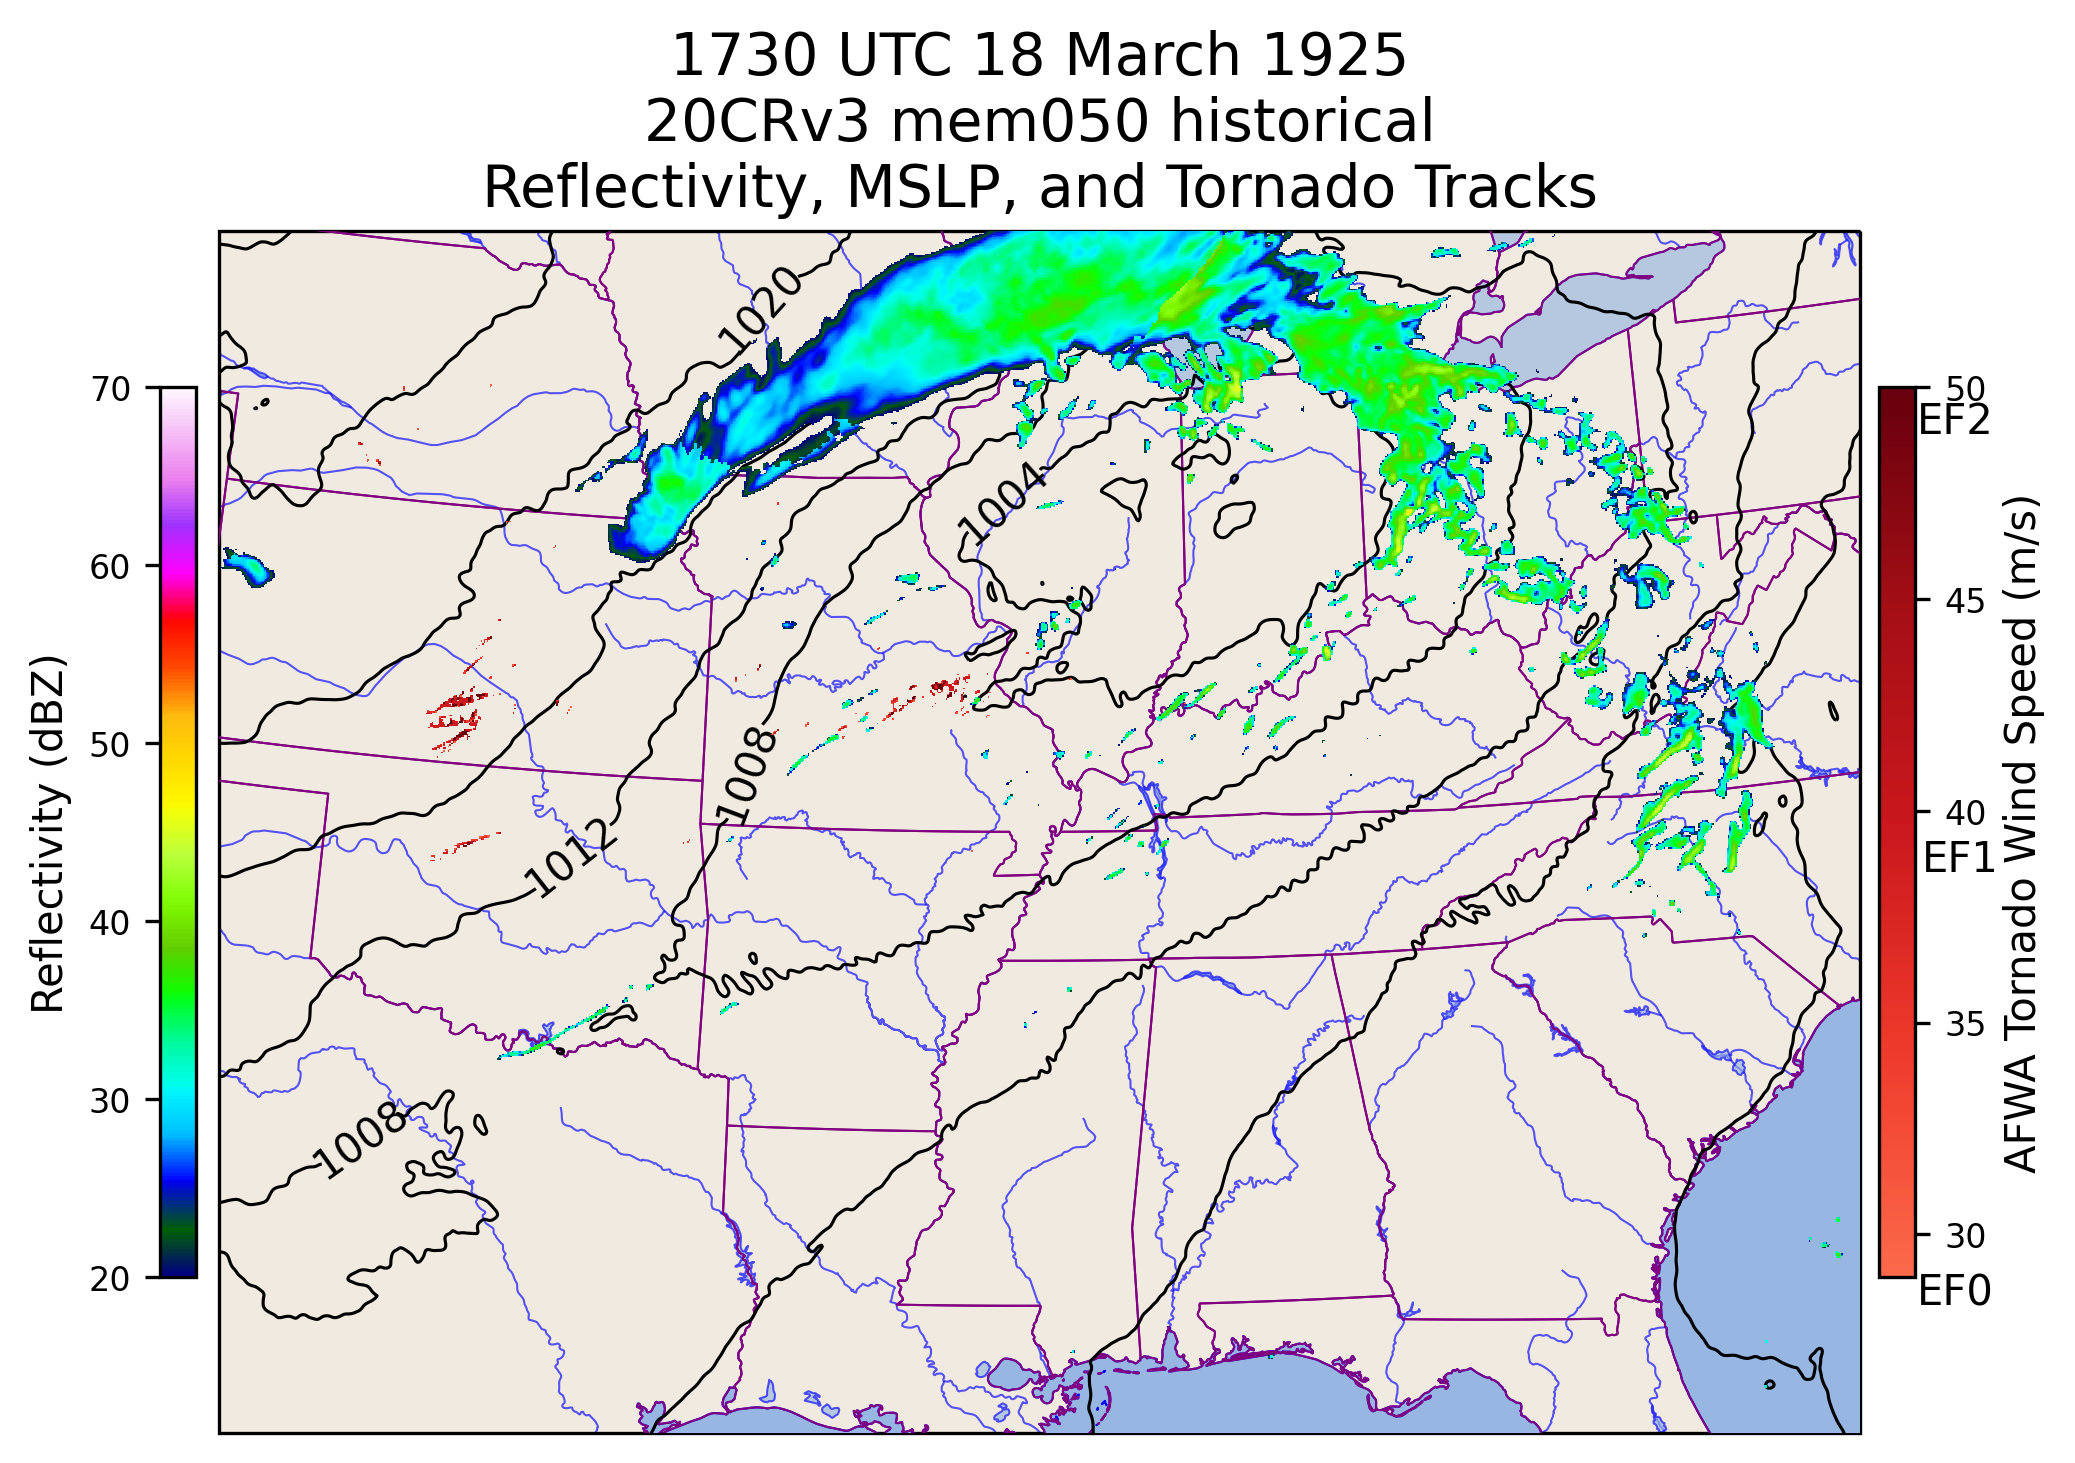 1730 UTC 18 March 1925
20CRv3 mem050 historical
Reflectivity, MSLP, and Tornado Tracks
1020
1004
1008
1012
1008
70
60
50
40
30
20
Reflectivity (dBZ)
50
EF2
45
40
EF1
35
30
EF0
AFWA Tornado Wind Speed (m/s)